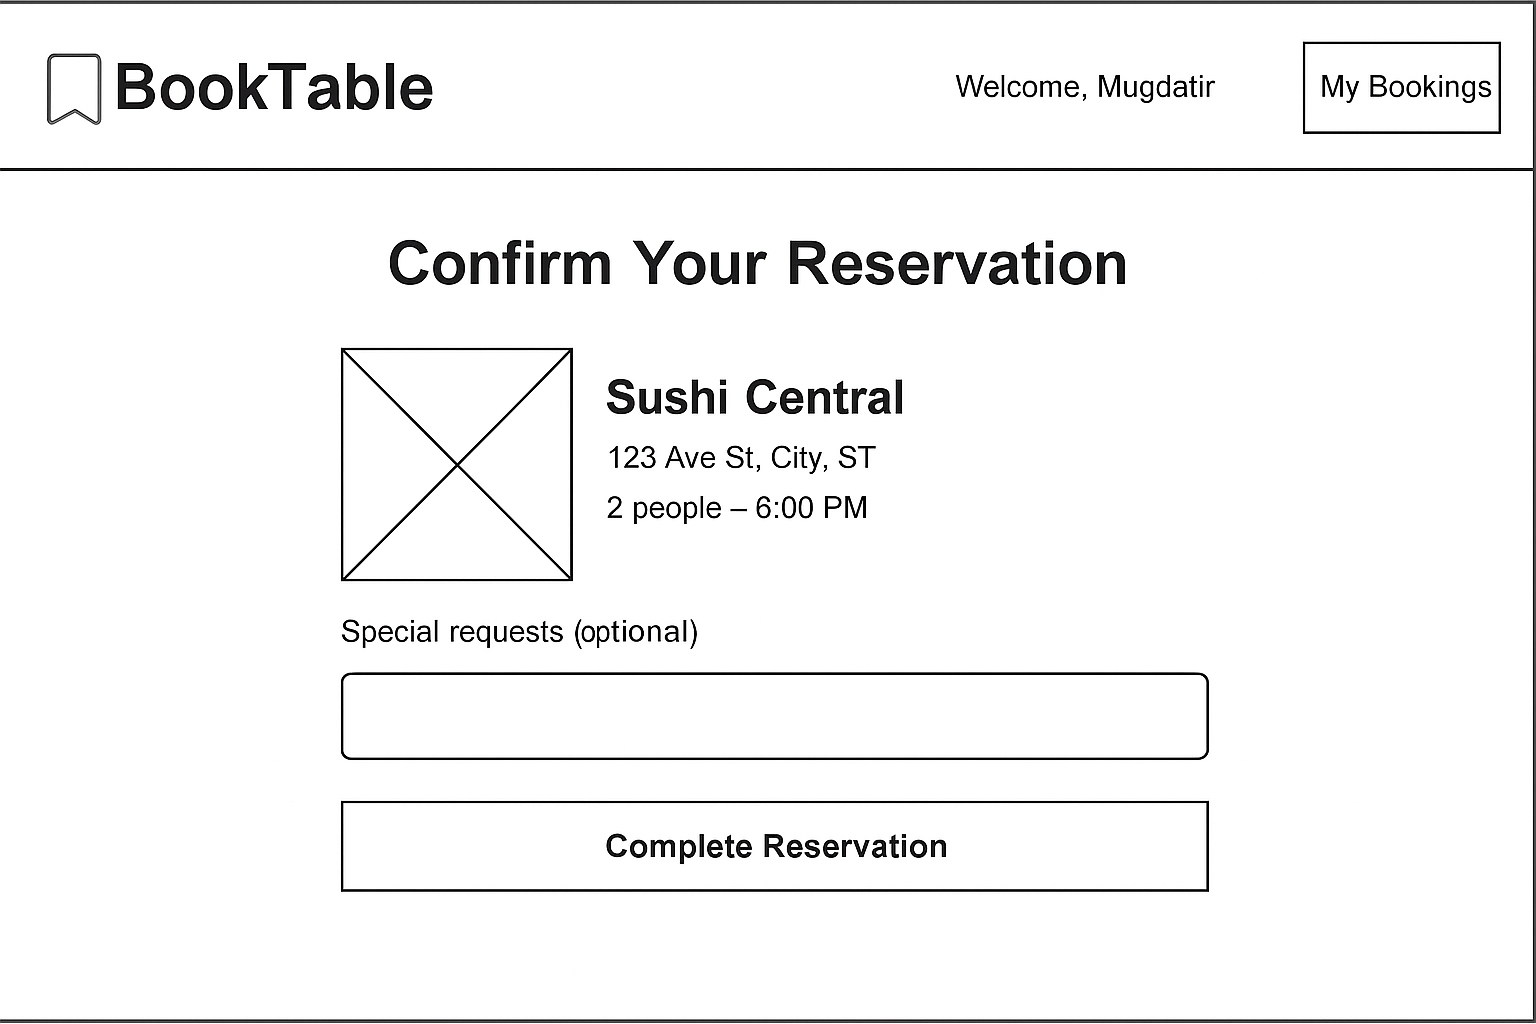 BookTable
Welcome, Mugdatir
My Bookings
Confirm Your Reservation
Sushi Central
123 Ave St, City, ST
2 people – 6:00 PM
Special requests (optional)
Complete Reservation